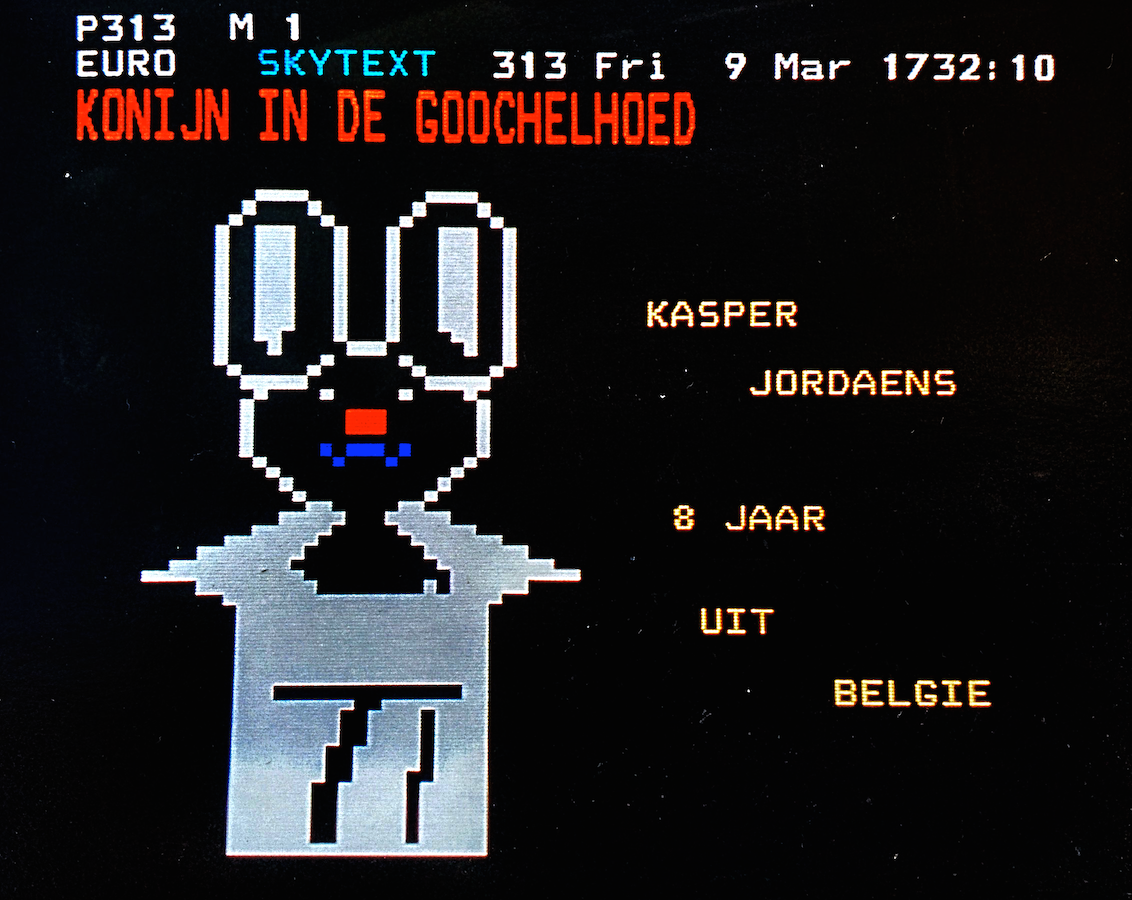 P313 M 1
EURO SKYTEXT 313 Fri 9 Mar 1732:10
KONIJN IN DE GOOCHELHOED
KASPER
JORDAENS
8 JAAR
UIT
BELGIE